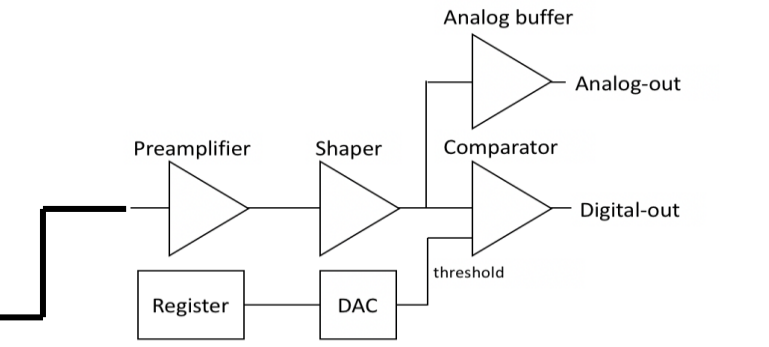 Analog buffer
Analog-out
Preamplifier
Shaper
Comparator
Digital-out
threshold
Register
DAC